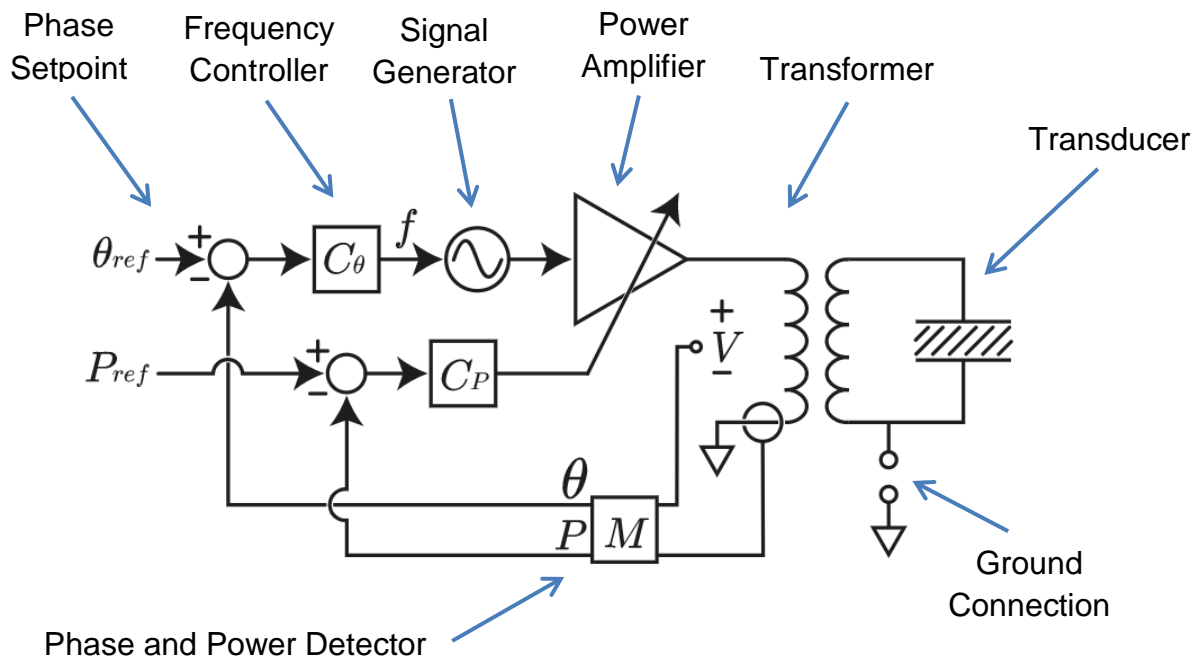 Phase
Setpoint
Frequency
Controller
Signal
Generator
Power
Amplifier
Transformer
Transducer
θref
+
−
Cθ
f
Pref
+
−
CP
+
V
−
θ
P
M
Ground
Connection
Phase and Power Detector